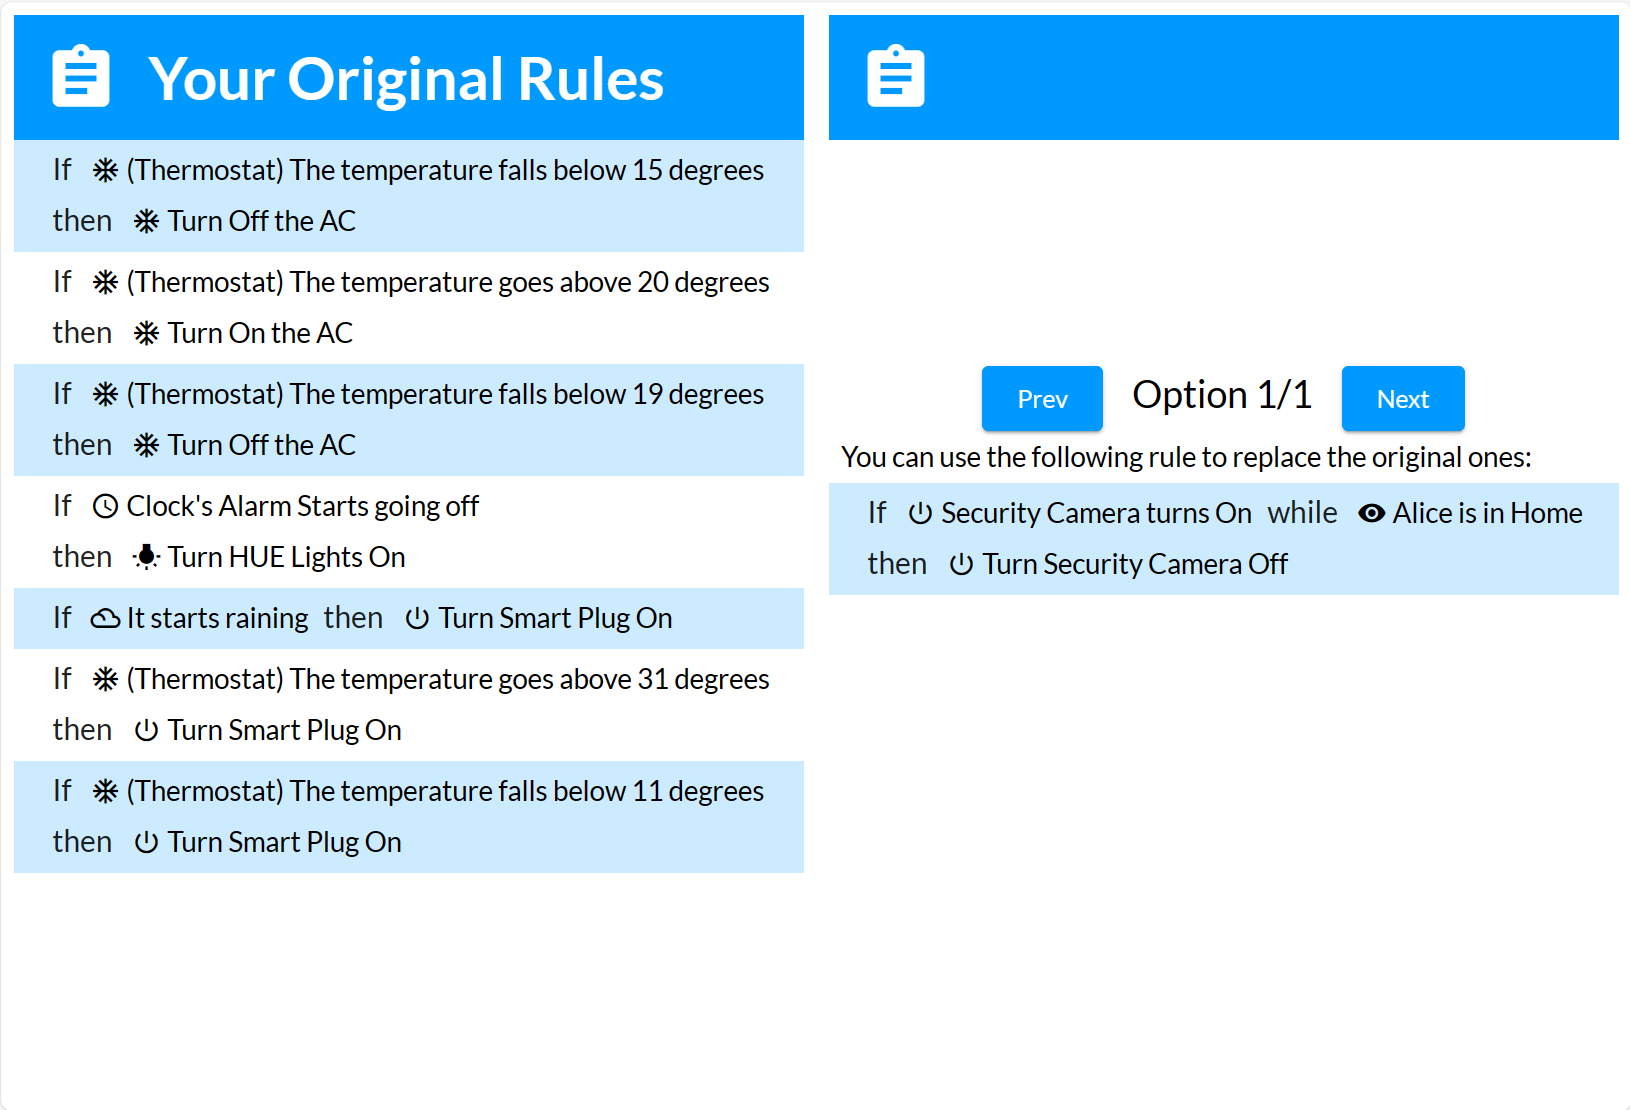 Your Original Rules
If (Thermostat) The temperature falls below 15 degrees
then Turn Off the AC
If (Thermostat) The temperature goes above 20 degrees
then Turn On the AC
If (Thermostat) The temperature falls below 19 degrees
then Turn Off the AC
If Clock's Alarm Starts going off
then Turn HUE Lights On
If It starts raining then Turn Smart Plug On
If (Thermostat) The temperature goes above 31 degrees
then Turn Smart Plug On
If (Thermostat) The temperature falls below 11 degrees
then Turn Smart Plug On
Prev Option 1/1 Next
You can use the following rule to replace the original ones:
If Security Camera turns On while Alice is in Home
then Turn Security Camera Off